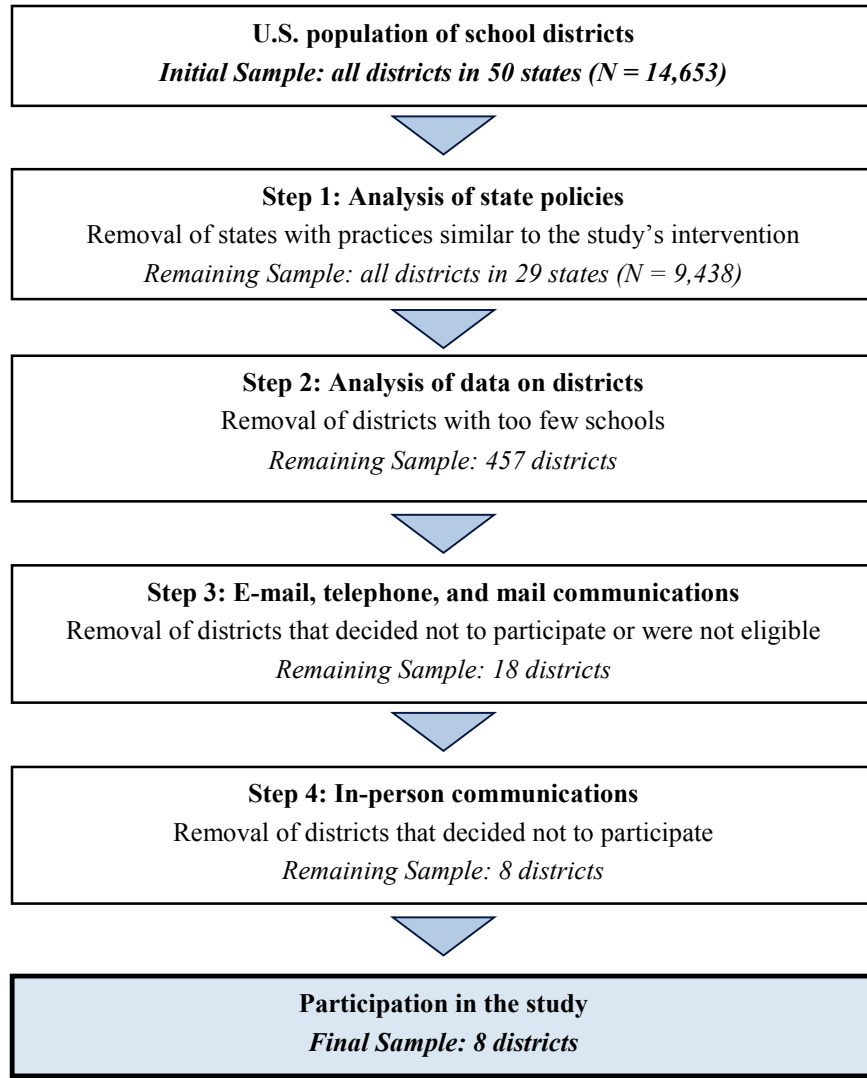 U.S. population of school districts
Initial Sample: all districts in 50 states (N = 14,653)
Step 1: Analysis of state policies
Removal of states with practices similar to the study’s intervention
Remaining Sample: all districts in 29 states (N = 9,438)
Step 2: Analysis of data on districts
Removal of districts with too few schools
Remaining Sample: 457 districts
Step 3: E-mail, telephone, and mail communications
Removal of districts that decided not to participate or were not eligible
Remaining Sample: 18 districts
Step 4: In-person communications
Removal of districts that decided not to participate
Remaining Sample: 8 districts
Participation in the study
Final Sample: 8 districts